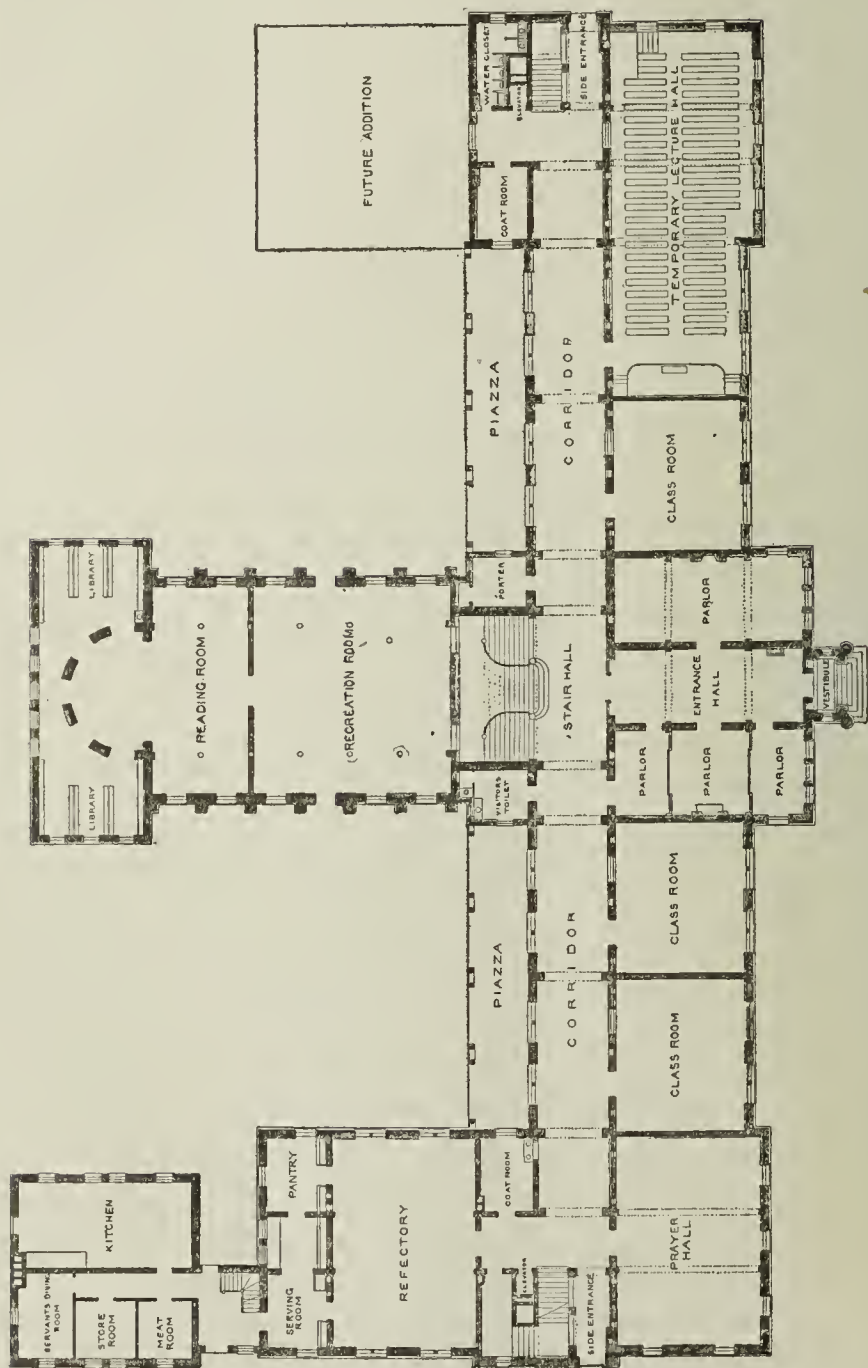 FUTURE ADDITION
WATER CLOSET
ELEVATOR
SIDE ENTRANCE
COAT ROOM
TEMPORARY LECTURE HALL
PIAZZA
CORRIDOR
CLASS ROOM
LIBRARY
LIBRARY
READING-ROOM
RECREATION ROOM
PORTER
STAIR HALL
VISITORS
TOILET
PARLOR
ENTRANCE
HALL
VESTIBULE
PARLOR
PARLOR
PARLOR
PIAZZA
CORRIDOR
CLASS ROOM
CLASS ROOM
KITCHEN
SERVANTS DINING
ROOM
STORE
ROOM
MEAT
ROOM
PANTRY
SERVING
ROOM
REFECTORY
COAT ROOM
ELEVATOR
SIDE ENTRANCE
PRAYER
HALL